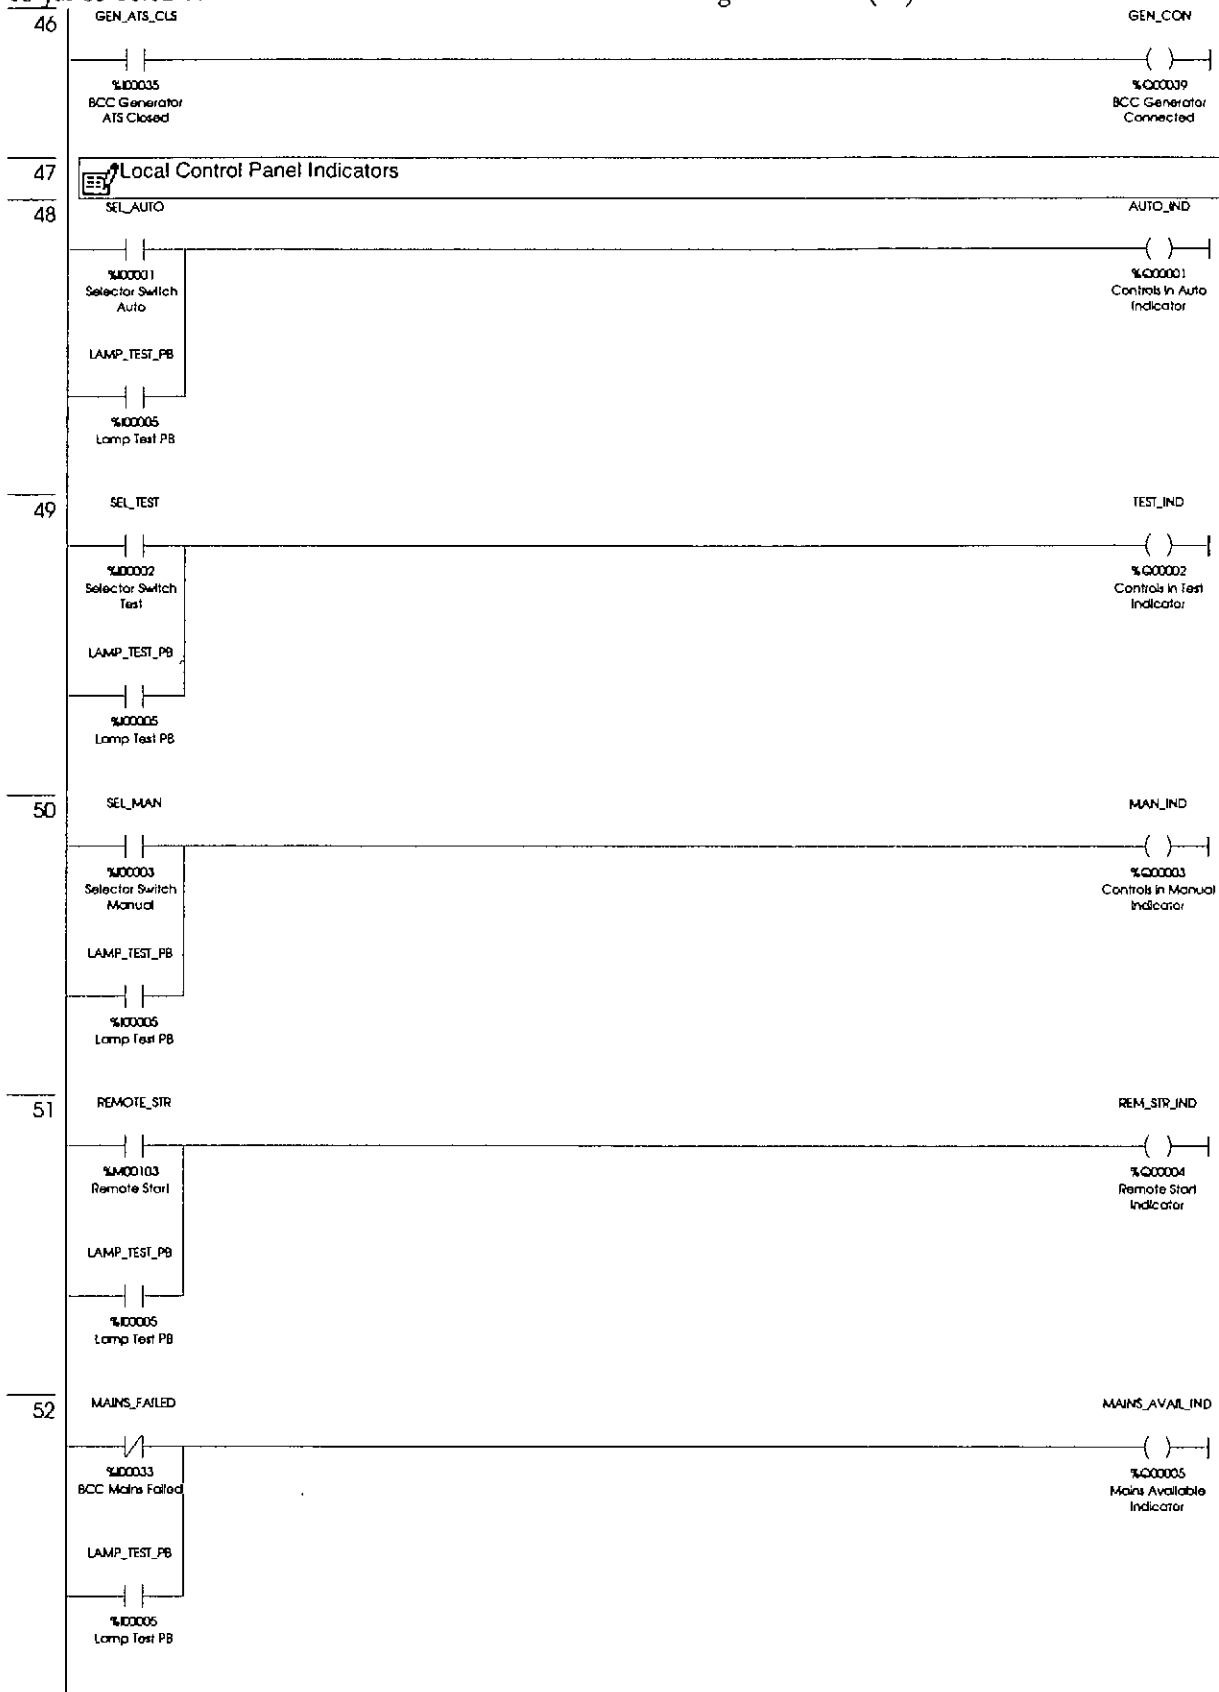 46
GEN_ATS_CLS
GEN_CON
%I00035
BCC Generator
ATS Closed
%Q00039
BCC Generator
Connected
47
Local Control Panel Indicators
48
SEL_AUTO
AUTO_IND
%I00001
Selector Switch
Auto
%Q00001
Controls in Auto
Indicator
LAMP_TEST_PB
%I00005
Lamp Test PB
49
SEL_TEST
TEST_IND
%I00002
Selector Switch
Test
%Q00002
Controls in Test
Indicator
LAMP_TEST_PB
%I00005
Lamp Test PB
50
SEL_MAN
MAN_IND
%I00003
Selector Switch
Manual
%Q00003
Controls in Manual
Indicator
LAMP_TEST_PB
%I00005
Lamp Test PB
51
REMOTE_STR
REM_STR_IND
%M00103
Remote Start
%Q00004
Remote Start
Indicator
LAMP_TEST_PB
%I00005
Lamp Test PB
52
MAINS_FAILED
MAINS_AVAIL_IND
%I00033
BCC Mains Failed
%Q00005
Mains Available
Indicator
LAMP_TEST_PB
%I00005
Lamp Test PB